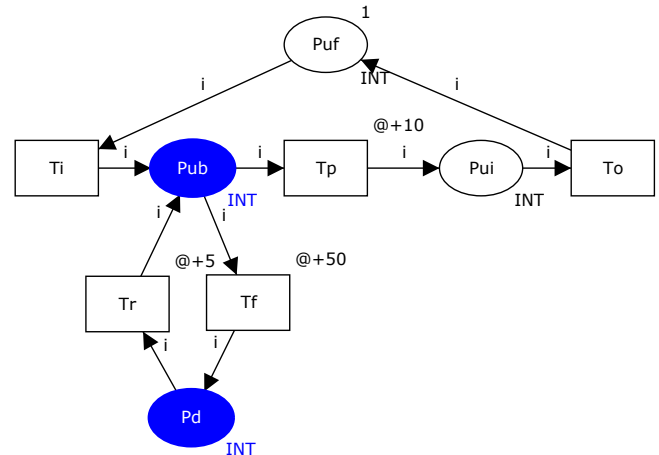 1
Puf
INT
i
i
@+10
Ti
i
Pub
i
Tp
i
Pui
i
To
INT
INT
i
i
@+5
@+50
Tr
Tf
i
i
Pd
INT